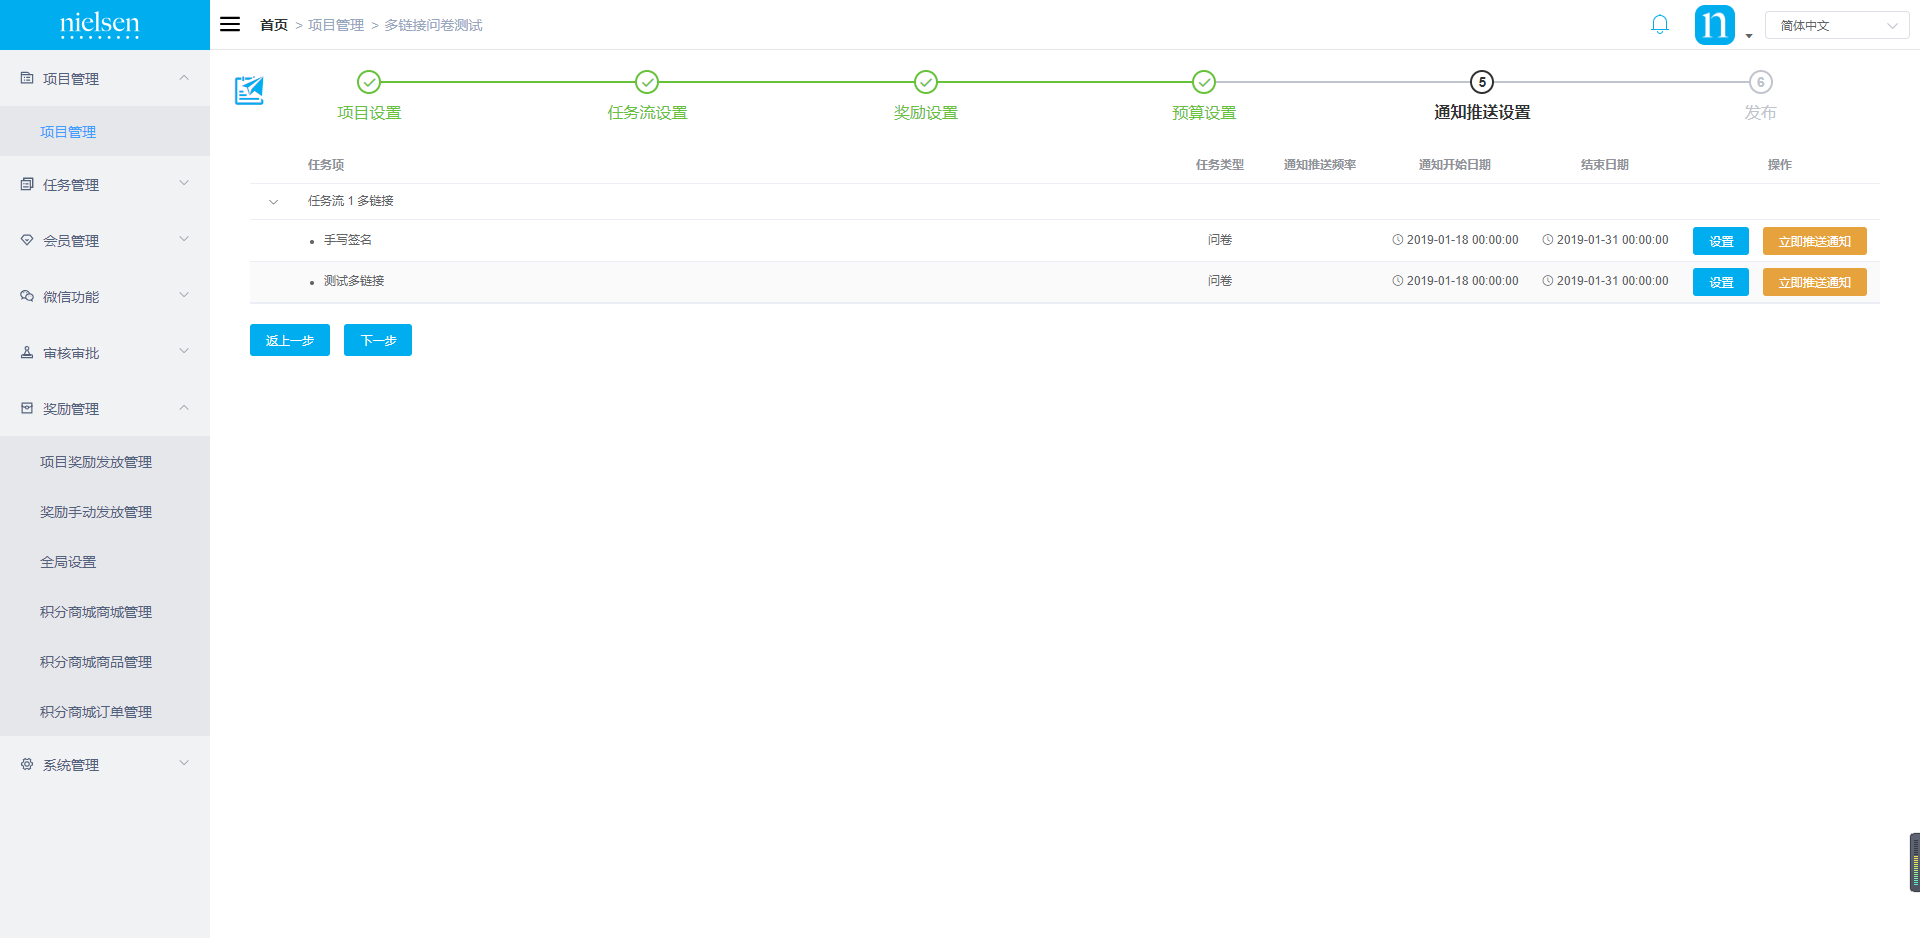 nielsen
首页 > 项目管理 > 多链接问卷测试
n
简体中文
项目管理
项目管理
任务管理
会员管理
微信功能
审核审批
奖励管理
项目奖励发放管理
奖励手动发放管理
全局设置
积分商城商城管理
积分商城商品管理
积分商城订单管理
系统管理
5
6
项目设置
任务流设置
奖励设置
预算设置
通知推送设置
发布
任务项 任务类型 通知推送频率 通知开始日期 结束日期 操作
任务流 1 多链接
手写签名 问卷 2019-01-18 00:00:00 2019-01-31 00:00:00 设置 立即推送通知
测试多链接 问卷 2019-01-18 00:00:00 2019-01-31 00:00:00 设置 立即推送通知
返上一步 下一步